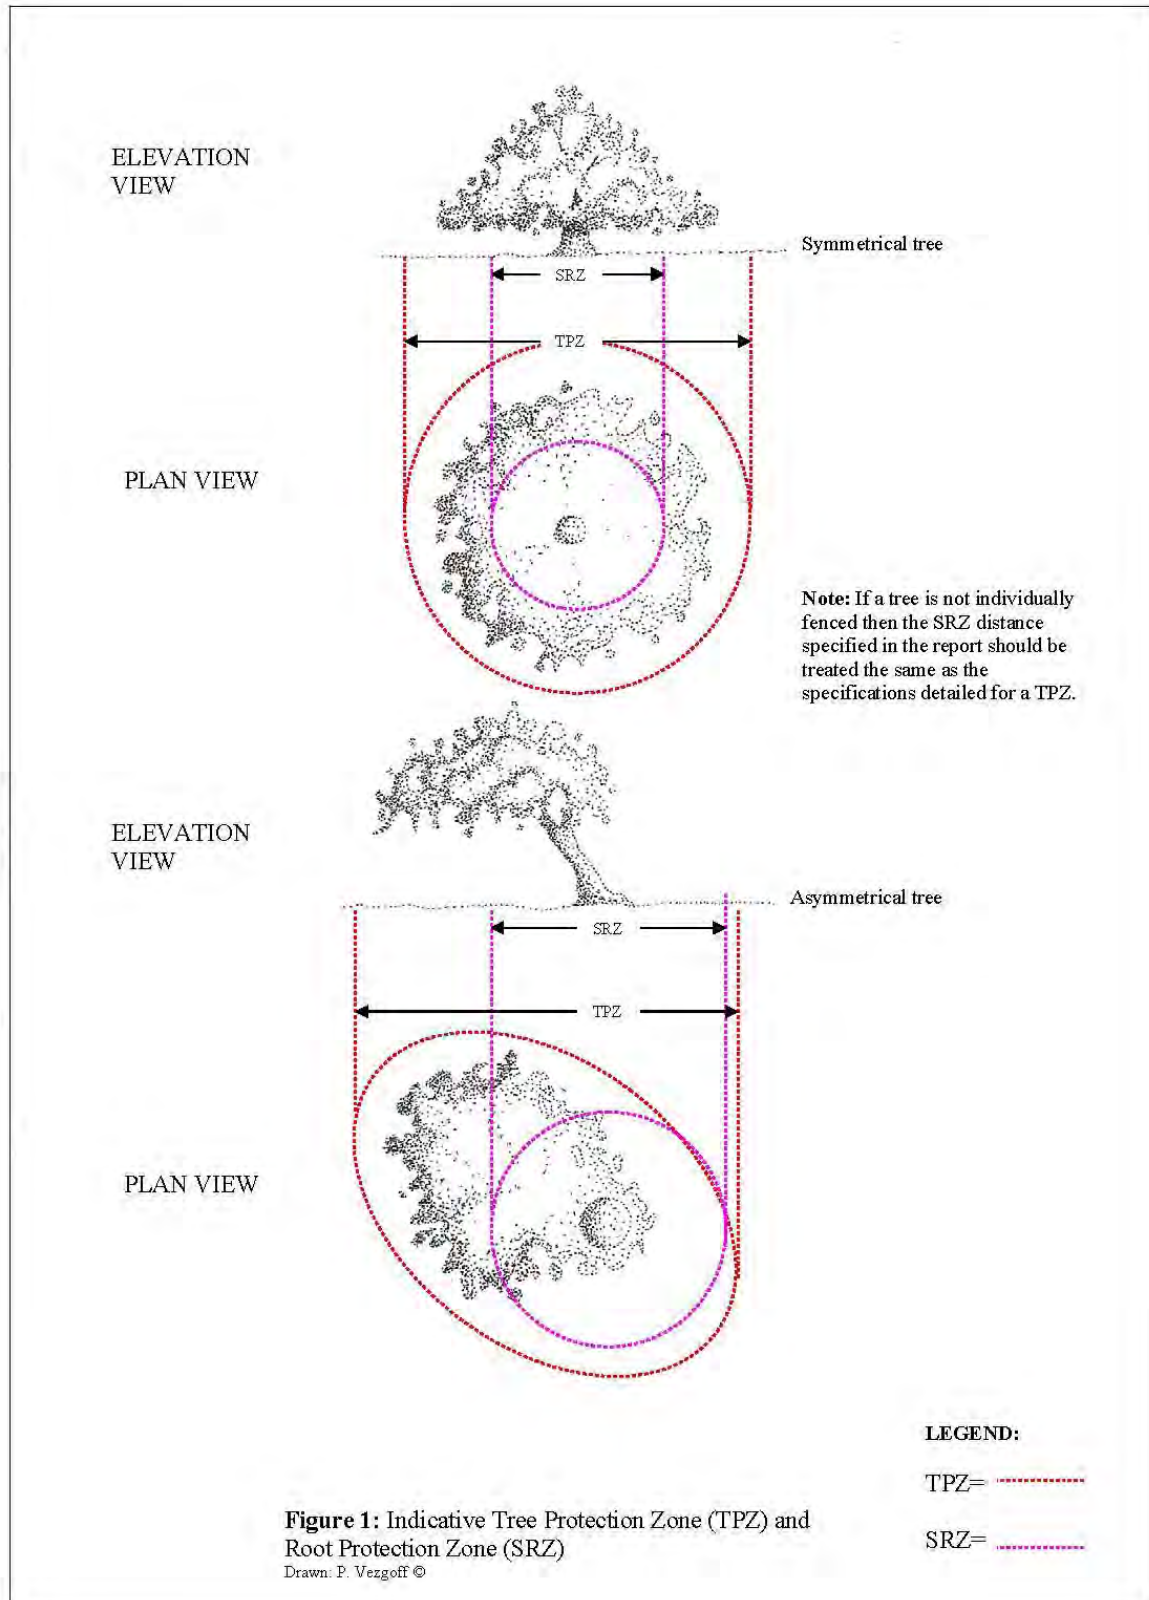 ELEVATION
VIEW
Symmetrical tree
SRZ
TPZ
PLAN VIEW
Note: If a tree is not individually
fenced then the SRZ distance
specified in the report should be
treated the same as the
specifications detailed for a TPZ.
ELEVATION
VIEW
Asymmetrical tree
SRZ
TPZ
PLAN VIEW
LEGEND:
TPZ=
SRZ=
Figure 1: Indicative Tree Protection Zone (TPZ) and
Root Protection Zone (SRZ)
Drawn: P. Vezgoff ©